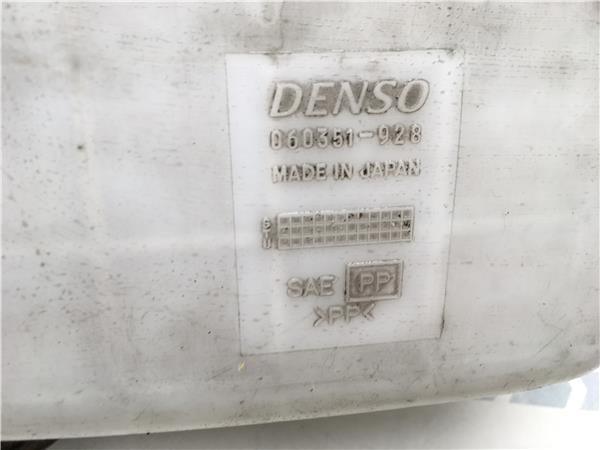 DENSO
060351-928
MADE IN JAPAN
SAE PP
>PP<